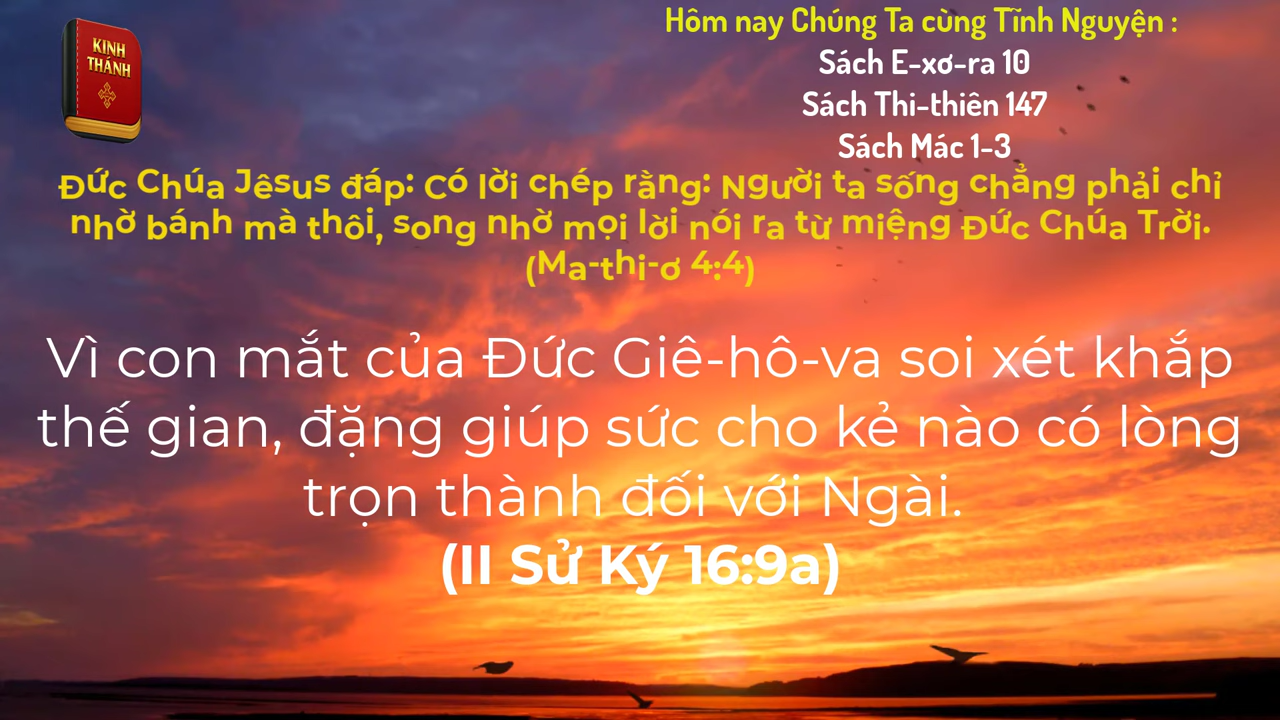 KINH
THÁNH
Hôm nay Chúng Ta cùng Tĩnh Nguyện :
Sách E-xơ-ra 10
Sách Thi-thiên 147
Sách Mác 1-3
Đức Chúa Jêsus đáp: Có lời chép rằng: Người ta sống chẳng phải chỉ
nhờ bánh mà thôi, song nhờ mọi lời nói ra từ miệng Đức Chúa Trời.
(Ma-thi-ơ 4:4)
Vì con mắt của Đức Giê-hô-va soi xét khắp
thế gian, đặng giúp sức cho kẻ nào có lòng
trọn thành đối với Ngài.
(II Sử Ký 16:9a)